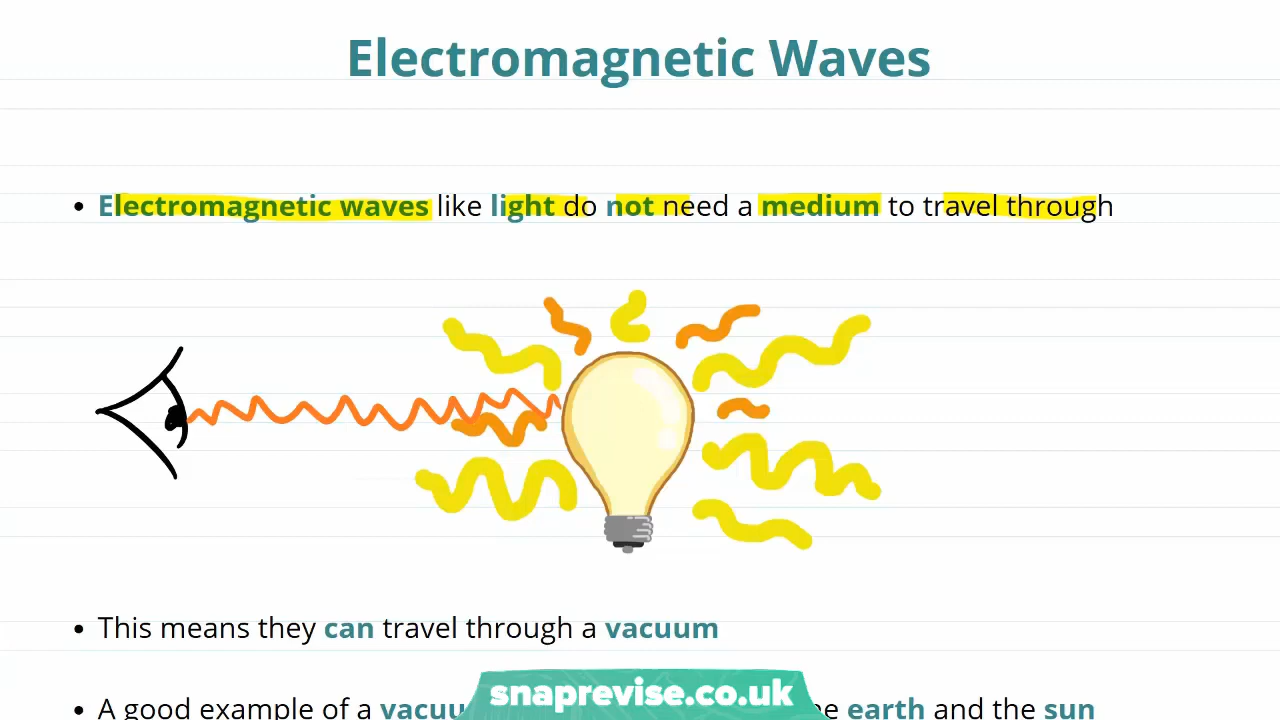 Electromagnetic Waves
• Electromagnetic waves like light do not need a medium to travel through
• This means they can travel through a vacuum
• A good example of a earth and the sun
snaprevise.co.uk